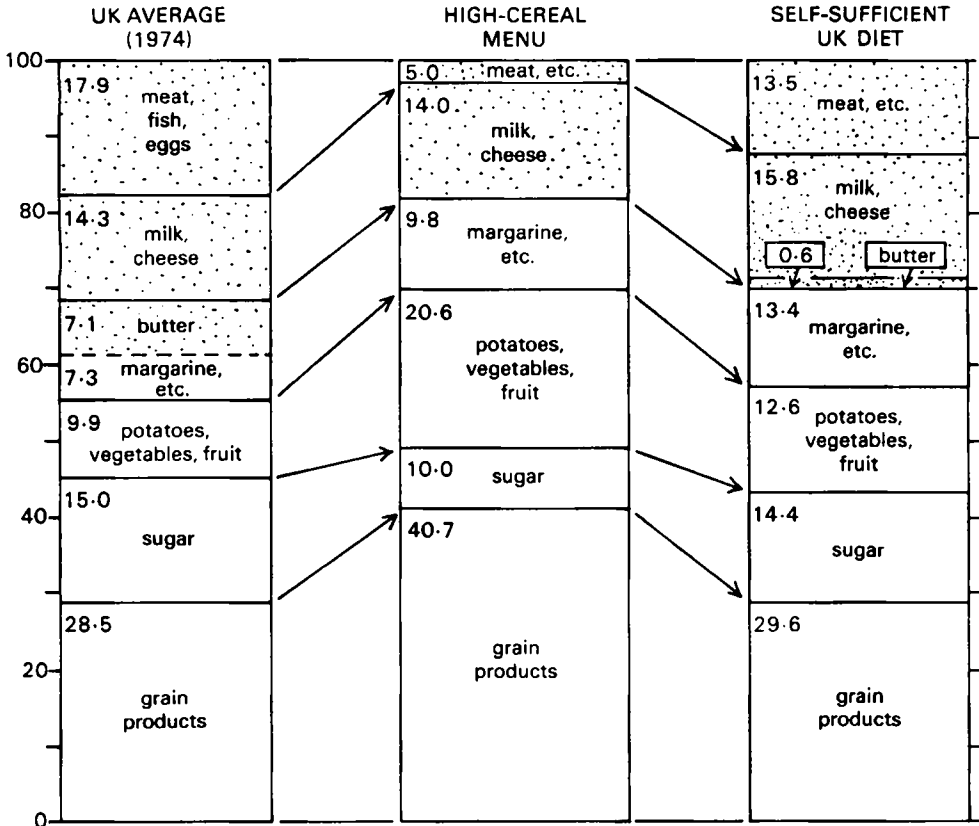 UK AVERAGE
(1974)
HIGH-CEREAL
MENU
SELF-SUFFICIENT
UK DIET
100
80
60
40
20
0
17·9
meat,
fish,
eggs
14·3
milk,
cheese
7·1 butter
7·3 margarine,
etc.
9·9 potatoes,
vegetables, fruit
15·0
sugar
28·5
grain
products
5·0 meat, etc.
14·0
milk,
cheese
9·8
margarine,
etc.
20·6
potatoes,
vegetables,
fruit
10·0 sugar
40·7
grain
products
13·5
meat, etc.
15·8
milk,
cheese
0·6 butter
13·4
margarine,
etc.
12·6
potatoes,
vegetables,
fruit
14·4
sugar
29·6
grain
products